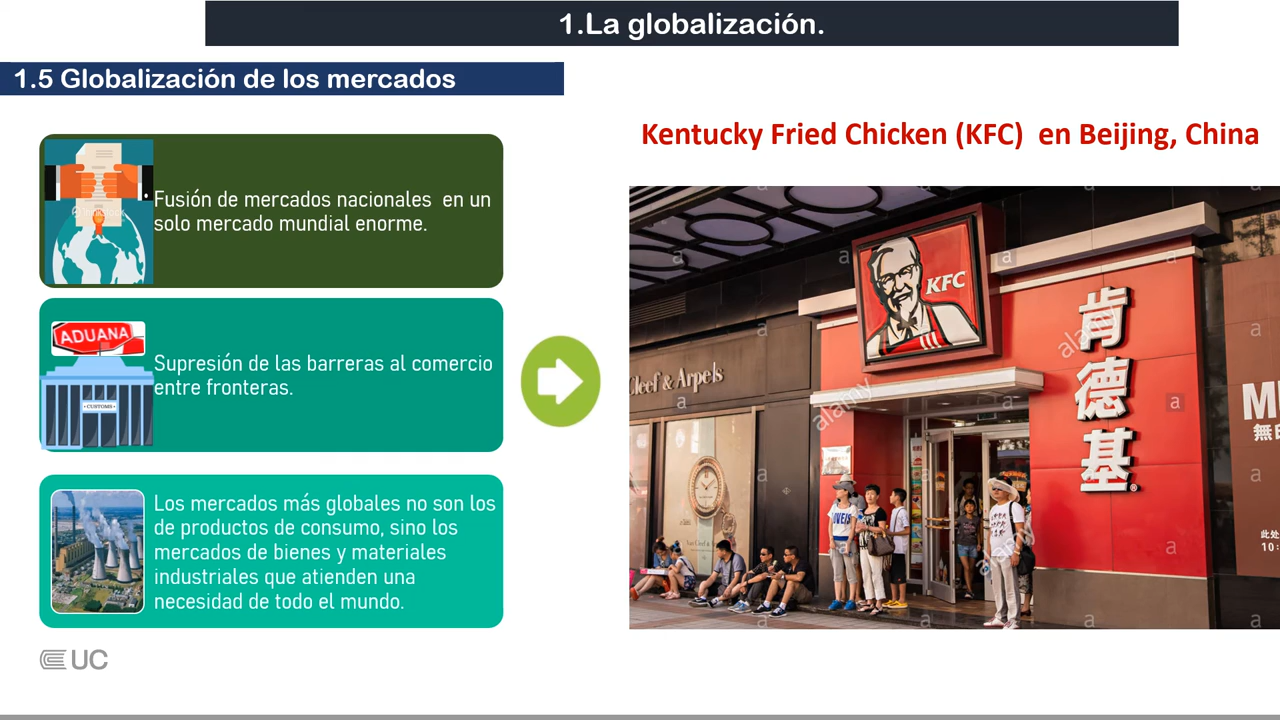 1.La globalización.
1.5 Globalización de los mercados
• Fusión de mercados nacionales en un
solo mercado mundial enorme.
ADUANA
• CUSTOMS •
Supresión de las barreras al comercio
entre fronteras.
Los mercados más globales no son los
de productos de consumo, sino los
mercados de bienes y materiales
industriales que atienden una
necesidad de todo el mundo.
UC
Kentucky Fried Chicken (KFC) en Beijing, China
KFC
肯德基®
Cleef & Arpels
alamy
alamy
alamy
a